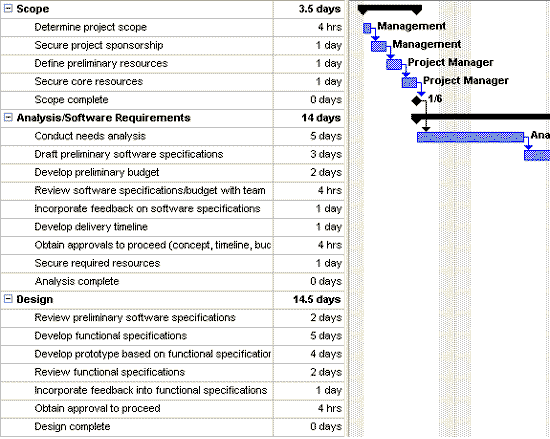 Scope 3.5 days
Determine project scope 4 hrs Management
Secure project sponsorship 1 day Management
Define preliminary resources 1 day Project Manager
Secure core resources 1 day Project Manager
Scope complete 0 days 1/6
Analysis/Software Requirements 14 days
Conduct needs analysis 5 days Ana
Draft preliminary software specifications 3 days
Develop preliminary budget 2 days
Review software specifications/budget with team 4 hrs
Incorporate feedback on software specifications 1 day
Develop delivery timeline 1 day
Obtain approvals to proceed (concept, timeline, bud 4 hrs
Secure required resources 1 day
Analysis complete 0 days
Design 14.5 days
Review preliminary software specifications 2 days
Develop functional specifications 5 days
Develop prototype based on functional specification 4 days
Review functional specifications 2 days
Incorporate feedback into functional specifications 1 day
Obtain approval to proceed 4 hrs
Design complete 0 days